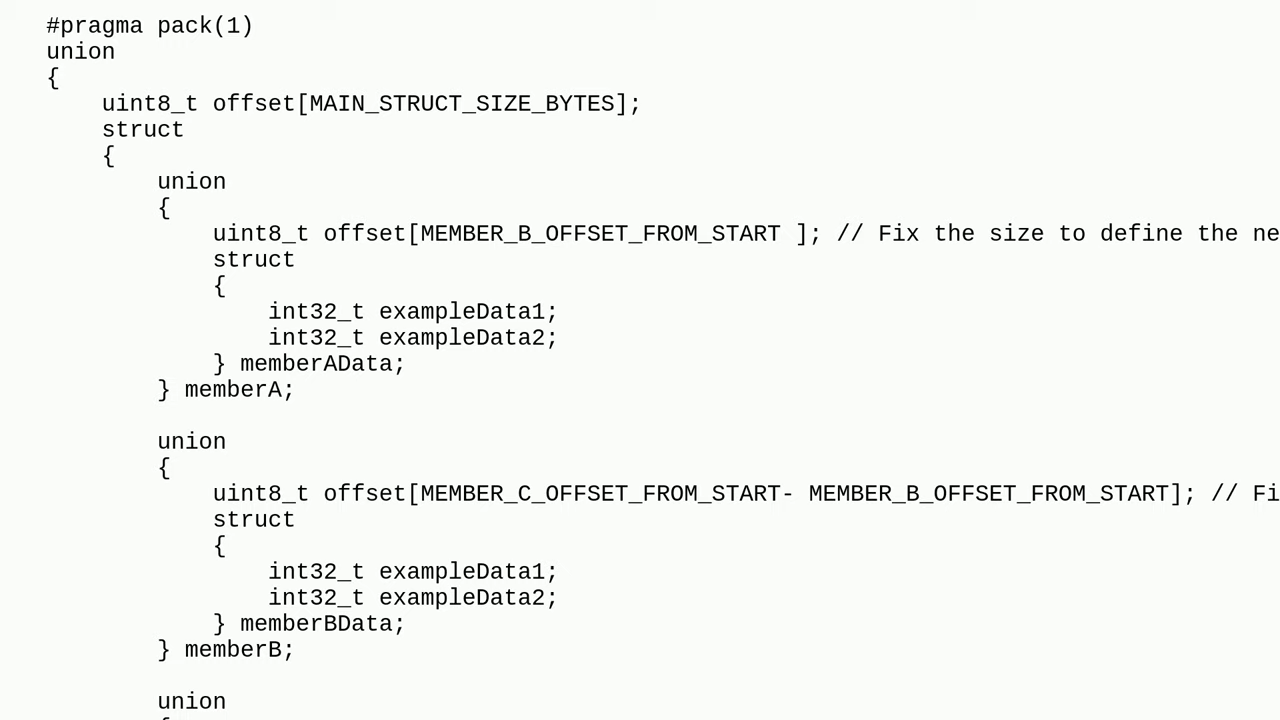 #pragma pack(1)
union
{
    uint8_t offset[MAIN_STRUCT_SIZE_BYTES];
    struct
    {
        union
        {
            uint8_t offset[MEMBER_B_OFFSET_FROM_START ]; // Fix the size to define the ne
            struct
            {
                int32_t exampleData1;
                int32_t exampleData2;
            } memberAData;
        } memberA;

        union
        {
            uint8_t offset[MEMBER_C_OFFSET_FROM_START- MEMBER_B_OFFSET_FROM_START]; // Fi
            struct
            {
                int32_t exampleData1;
                int32_t exampleData2;
            } memberBData;
        } memberB;

        union